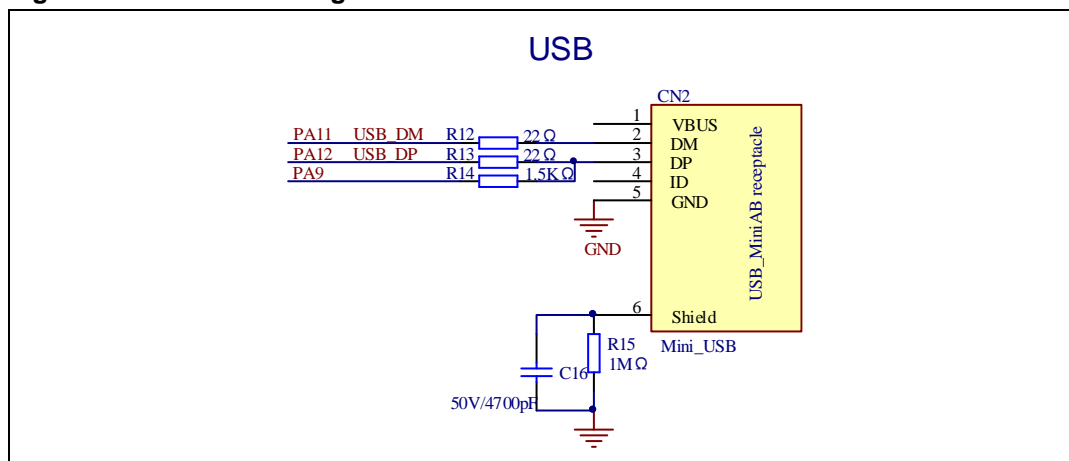 USB
CN2
1 VBUS
PA11 USB_DM R12 22Ω 2 DM
PA12 USB_DP R13 22Ω 3 DP
PA9 R14 1.5KΩ 4 ID
5 GND
GND
USB_MiniAB receptacle
6 Shield
R15 Mini_USB
1MΩ
C16
50V/4700pF